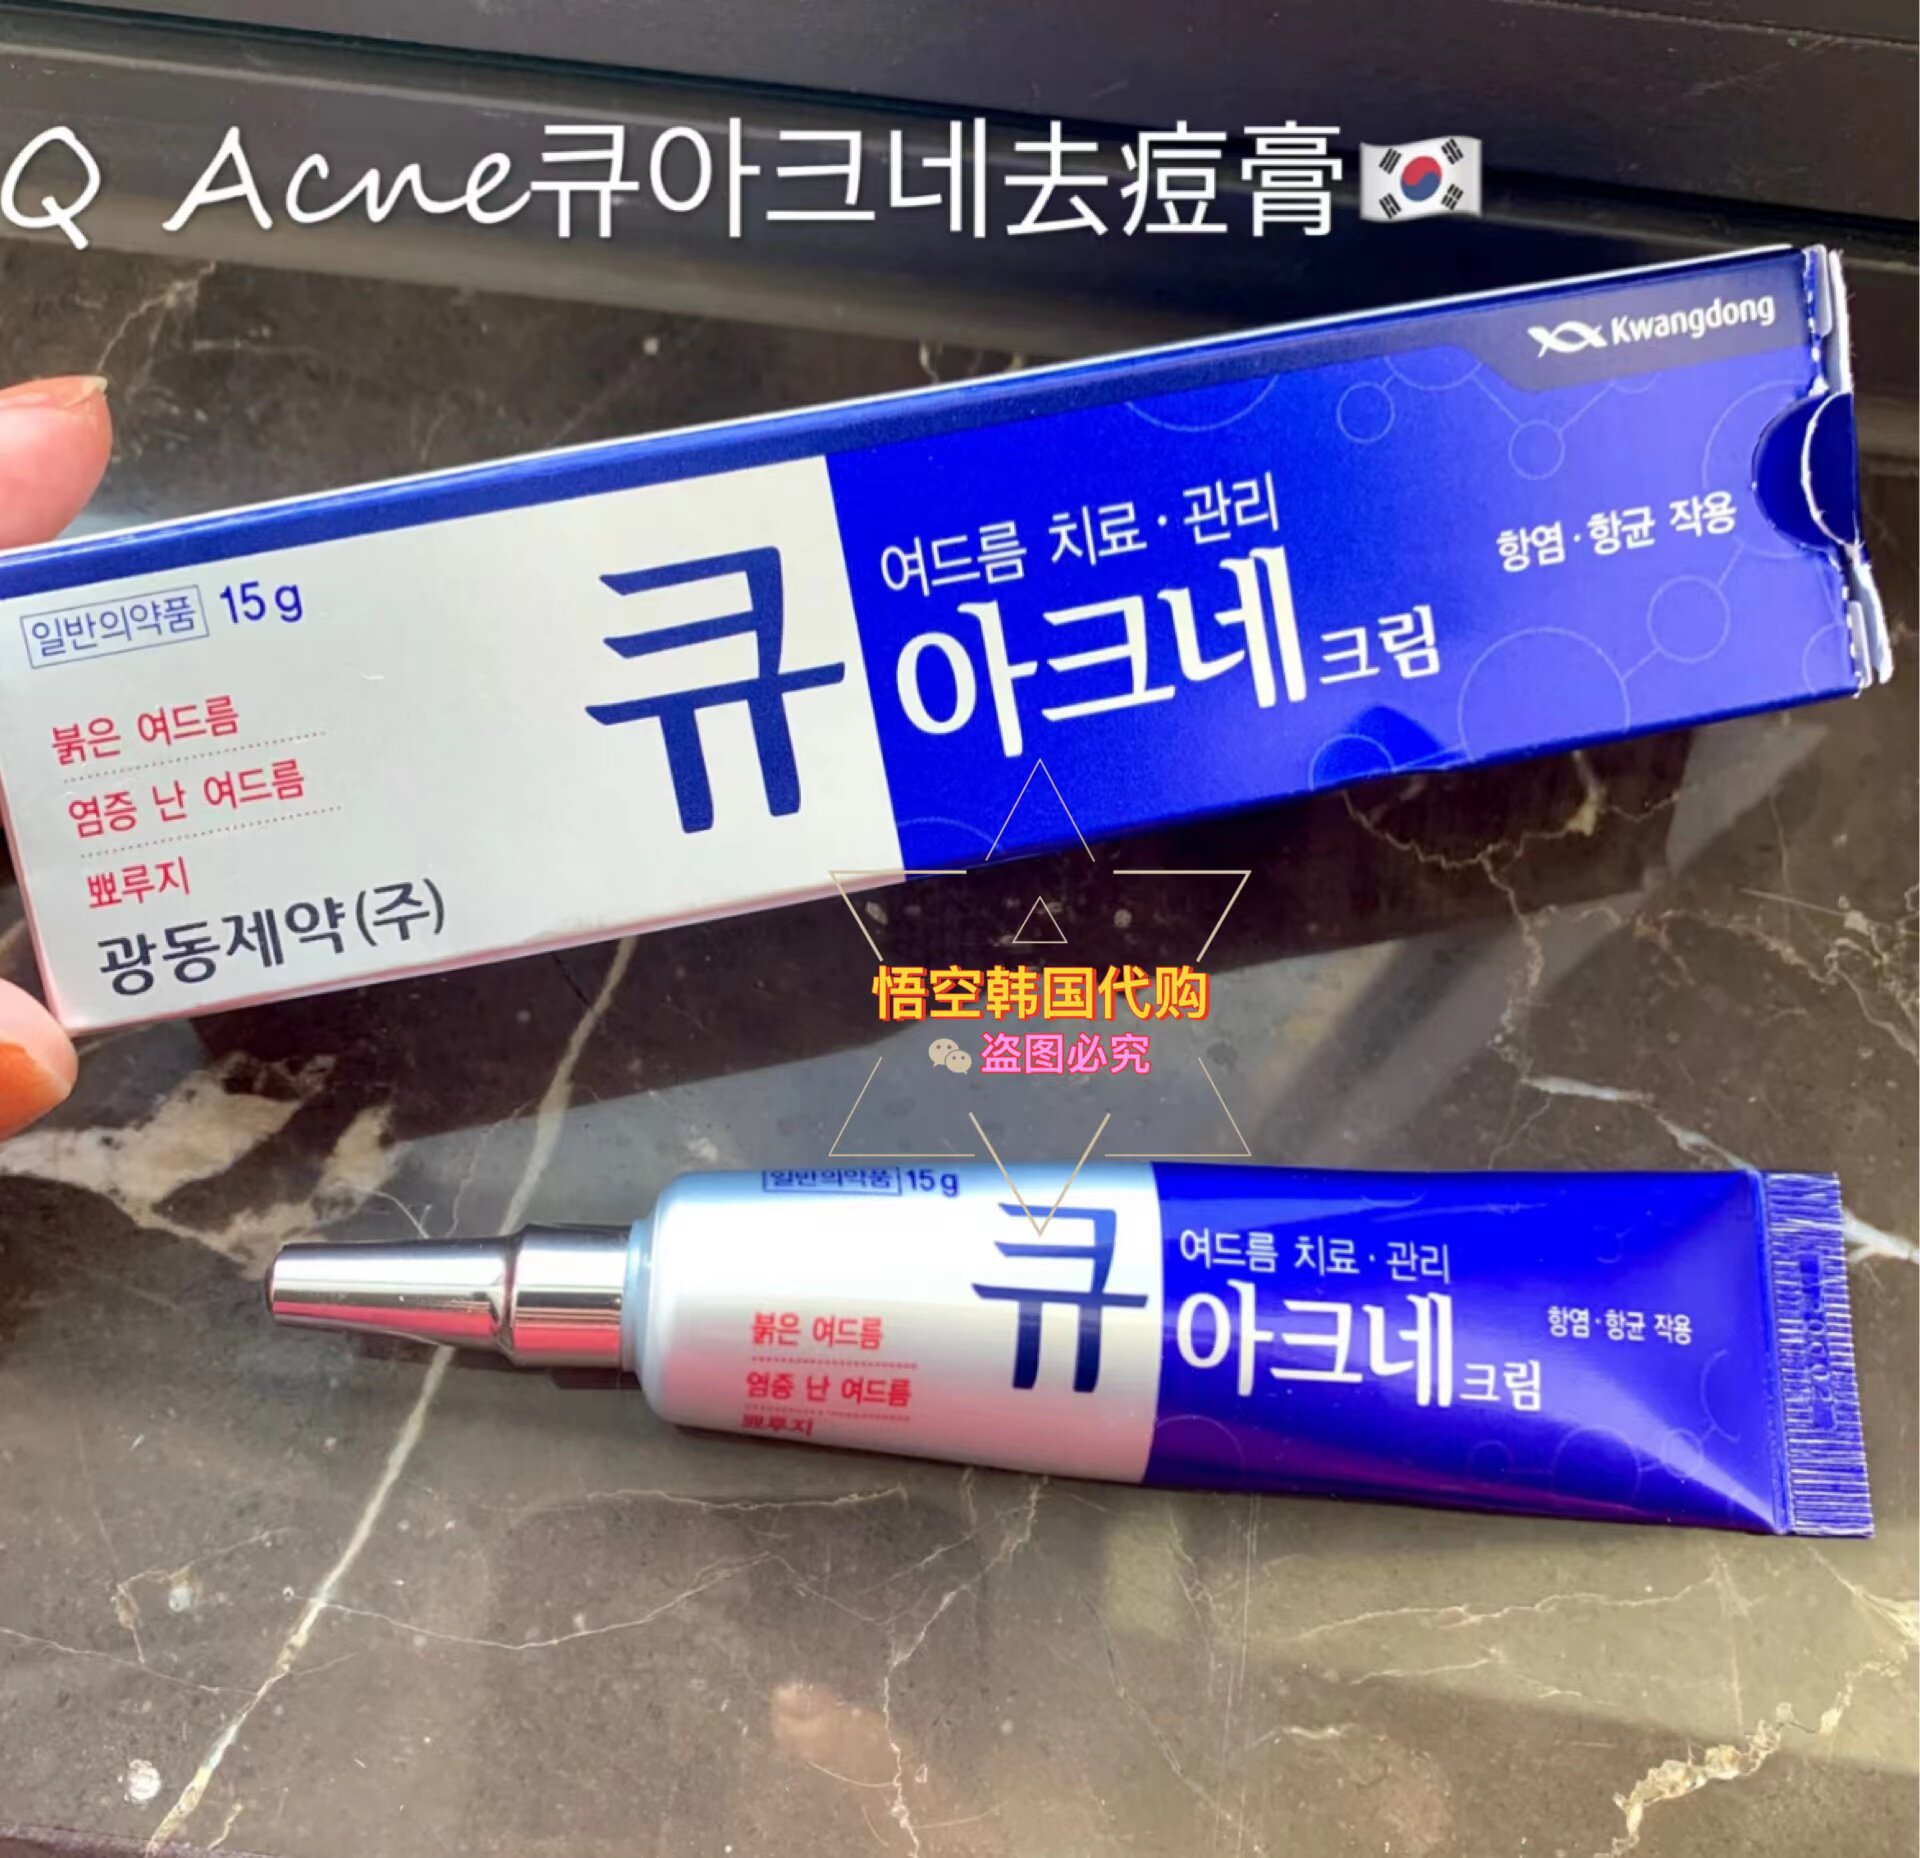 Q Acne큐아크네去痘膏
Kwangdong
일반의약품 15g
붉은 여드름
염증 난 여드름
뾰루지
광동제약(주)
큐
여드름 치료·관리
아크네크림
항염·항균 작용
悟空韩国代购
盗图必究
일반의약품 15g
붉은 여드름
염증 난 여드름
뾰루지
큐
여드름 치료·관리
아크네크림
항염·항균 작용